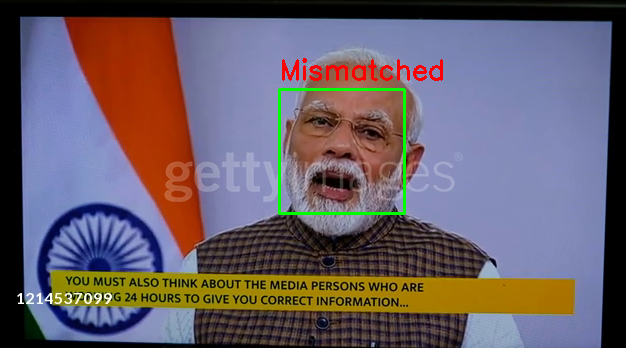 Mismatched
gettyimages®
YOU MUST ALSO THINK ABOUT THE MEDIA PERSONS WHO ARE
24 HOURS TO GIVE YOU CORRECT INFORMATION...
1214537099